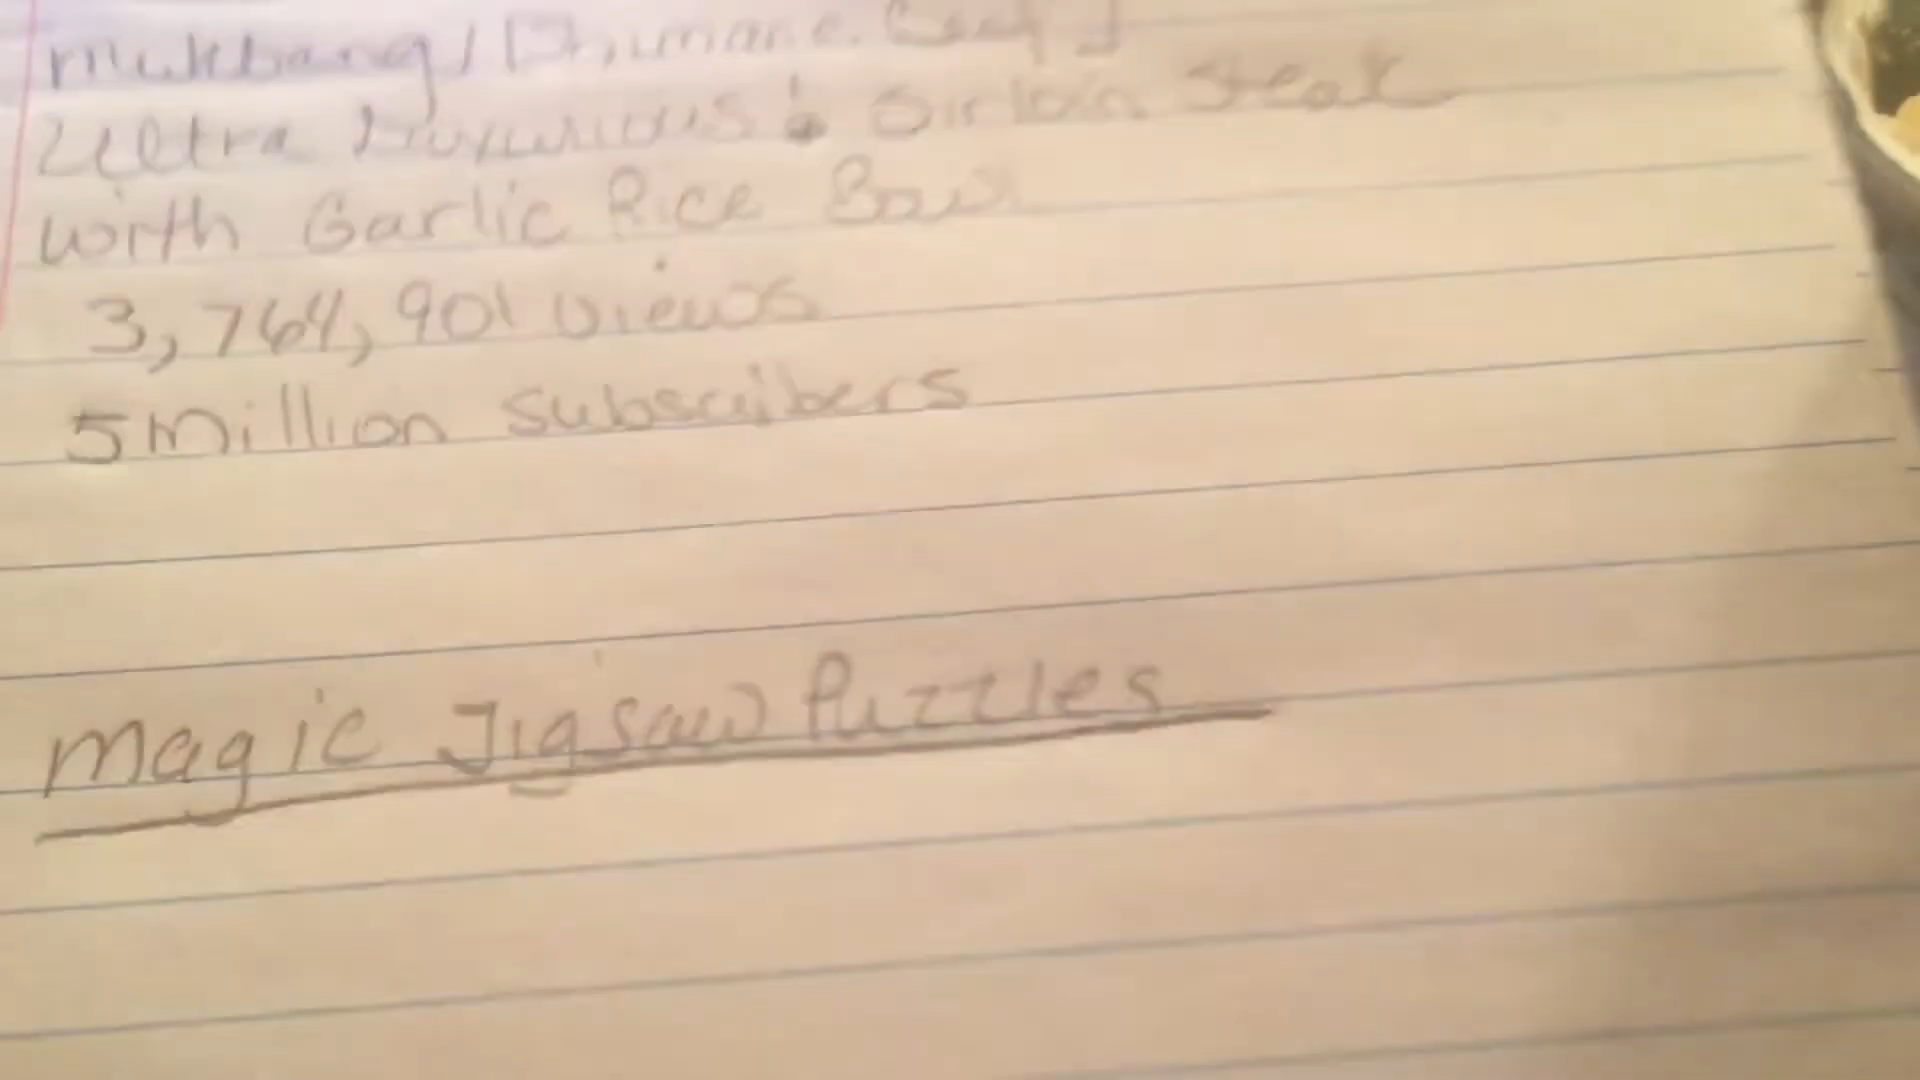 mukbang/
Ultra Luxurious! Sirloin Steak
with Garlic Rice Bowl
3,764,901 views
5 million subscribers
Magic Jigsaw Puzzles